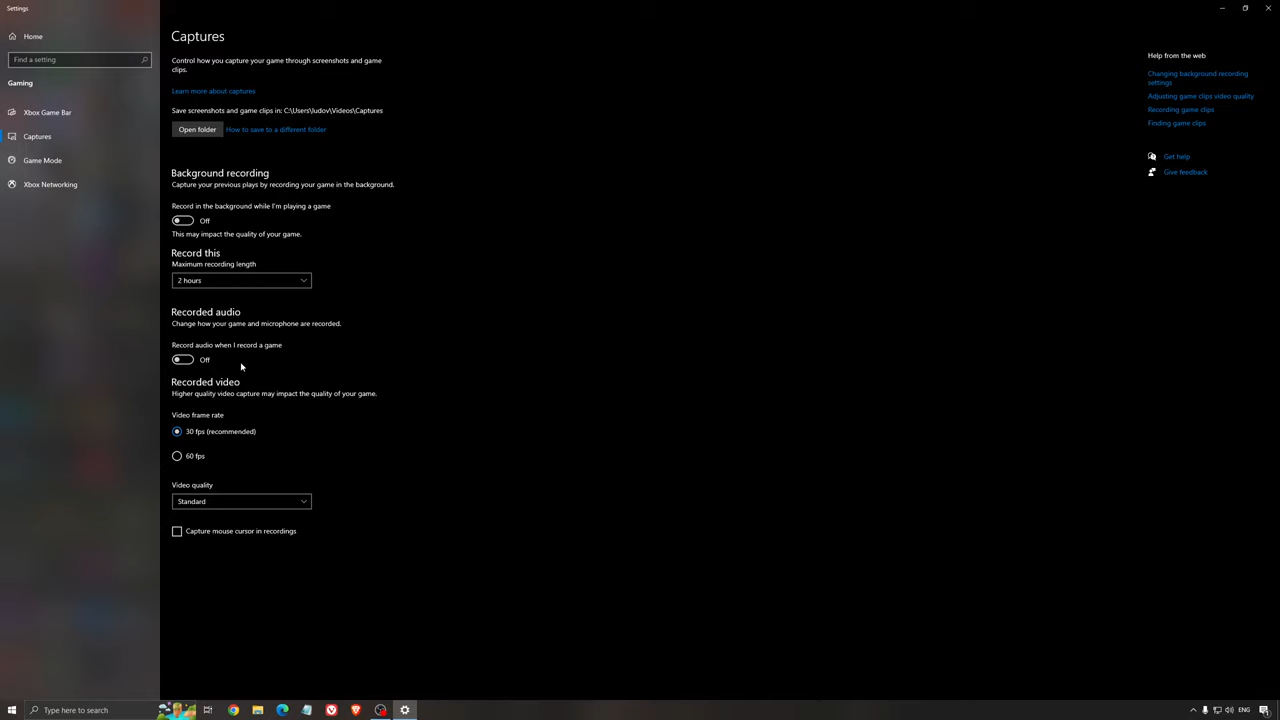 Settings
Home
Find a setting
Gaming
Xbox Game Bar
Captures
Game Mode
Xbox Networking
Captures
Control how you capture your game through screenshots and game
clips.
Learn more about captures
Save screenshots and game clips in: C:\Users\ludov\Videos\Captures
Open folder
How to save to a different folder
Background recording
Capture your previous plays by recording your game in the background.
Record in the background while I'm playing a game
Off
This may impact the quality of your game.
Record this
Maximum recording length
2 hours
Recorded audio
Change how your game and microphone are recorded.
Record audio when I record a game
Off
Recorded video
Higher quality video capture may impact the quality of your game.
Video frame rate
30 fps (recommended)
60 fps
Video quality
Standard
Capture mouse cursor in recordings
Help from the web
Changing background recording
settings
Adjusting game clips video quality
Recording game clips
Finding game clips
Get help
Give feedback
Type here to search
ENG